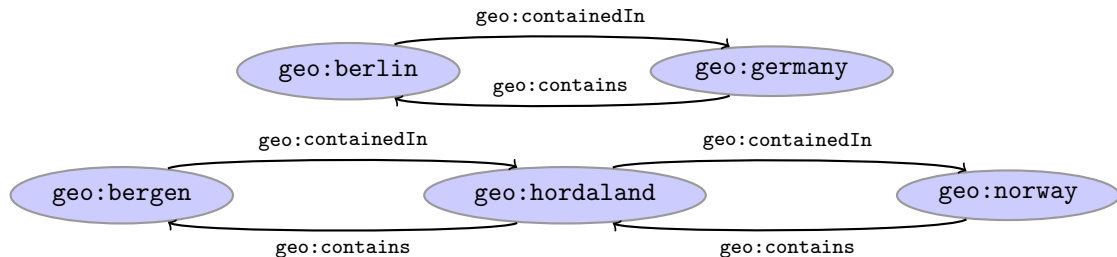 geo:containedIn
geo:berlin geo:germany
geo:contains
geo:containedIn geo:containedIn
geo:bergen geo:hordaland geo:norway
geo:contains geo:contains